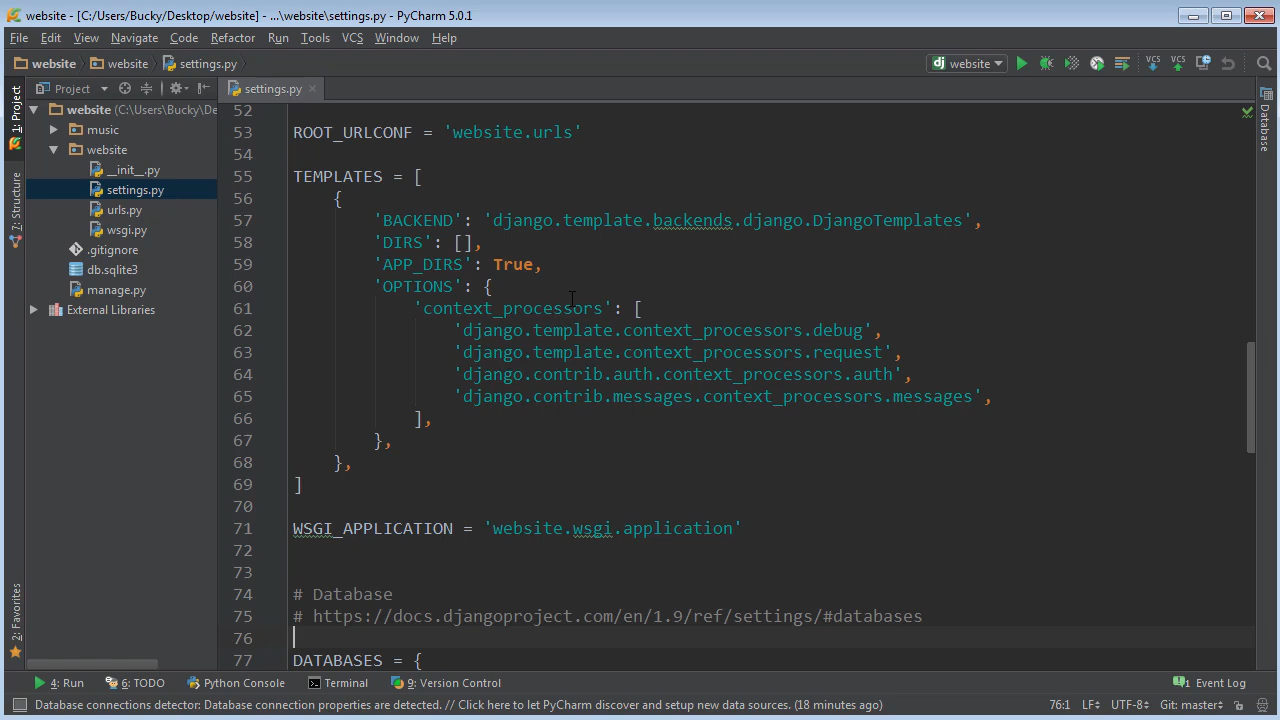 website - [C:/Users/Bucky/Desktop/website] - ...\website\settings.py - PyCharm 5.0.1
File Edit View Navigate Code Refactor Run Tools VCS Window Help
website website settings.py
dj website
VCS VCS
1: Project
7: Structure
2: Favorites
Project
website (C:\Users\Bucky\De
music
website
__init__.py
settings.py
urls.py
wsgi.py
.gitignore
db.sqlite3
manage.py
External Libraries
settings.py
52
53 ROOT_URLCONF = 'website.urls'
54
55 TEMPLATES = [
56 {
57 'BACKEND': 'django.template.backends.django.DjangoTemplates',
58 'DIRS': [],
59 'APP_DIRS': True,
60 'OPTIONS': {
61 'context_processors': [
62 'django.template.context_processors.debug',
63 'django.template.context_processors.request',
64 'django.contrib.auth.context_processors.auth',
65 'django.contrib.messages.context_processors.messages',
66 ],
67 },
68 },
69 ]
70
71 WSGI_APPLICATION = 'website.wsgi.application'
72
73
74 # Database
75 # https://docs.djangoproject.com/en/1.9/ref/settings/#databases
76
77 DATABASES = {
Database
4: Run 6: TODO Python Console Terminal 9: Version Control 1 Event Log
Database connections detector: Database connection properties are detected. // Click here to let PyCharm discover and setup new data sources. (18 minutes ago) 76:1 LF UTF-8 Git: master